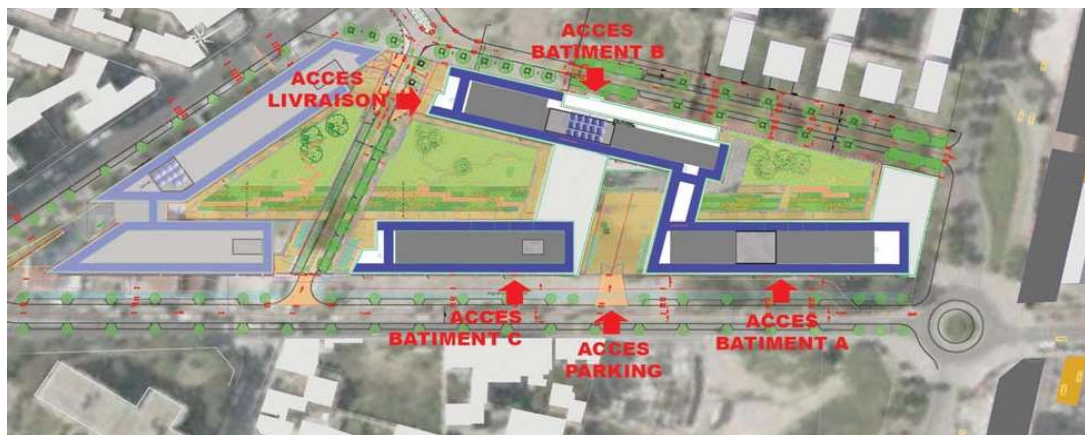 ACCES
BATIMENT B
ACCES
LIVRAISON
ACCES
BATIMENT C
ACCES
PARKING
ACCES
BATIMENT A